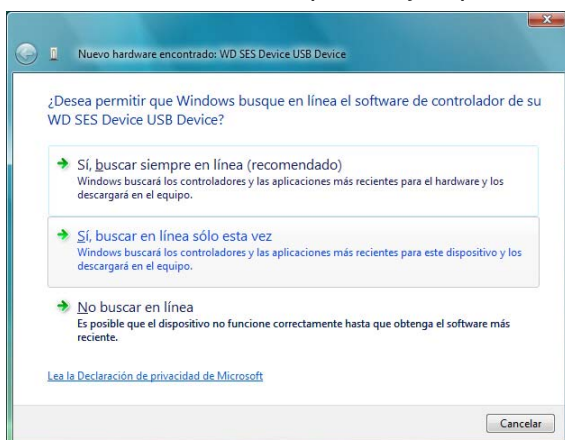 Nuevo hardware encontrado: WD SES Device USB Device
¿Desea permitir que Windows busque en línea el software de controlador de su
WD SES Device USB Device?
Sí, buscar siempre en línea (recomendado)
Windows buscará los controladores y las aplicaciones más recientes para el hardware y los
descargará en el equipo.
Sí, buscar en línea sólo esta vez
Windows buscará los controladores y las aplicaciones más recientes para este dispositivo y los
descargará en el equipo.
No buscar en línea
Es posible que el dispositivo no funcione correctamente hasta que obtenga el software más
reciente.
Lea la Declaración de privacidad de Microsoft
Cancelar